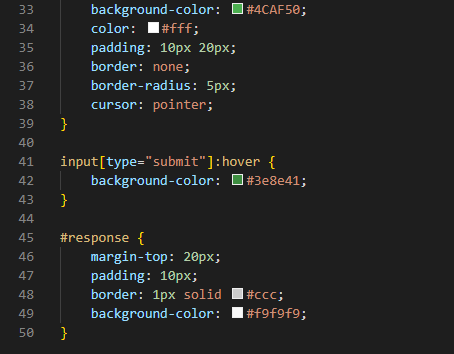 33 background-color: #4CAF50;
34 color: #fff;
35 padding: 10px 20px;
36 border: none;
37 border-radius: 5px;
38 cursor: pointer;
39 }
40
41 input[type="submit"]:hover {
42 background-color: #3e8e41;
43 }
44
45 #response {
46 margin-top: 20px;
47 padding: 10px;
48 border: 1px solid #ccc;
49 background-color: #f9f9f9;
50 }